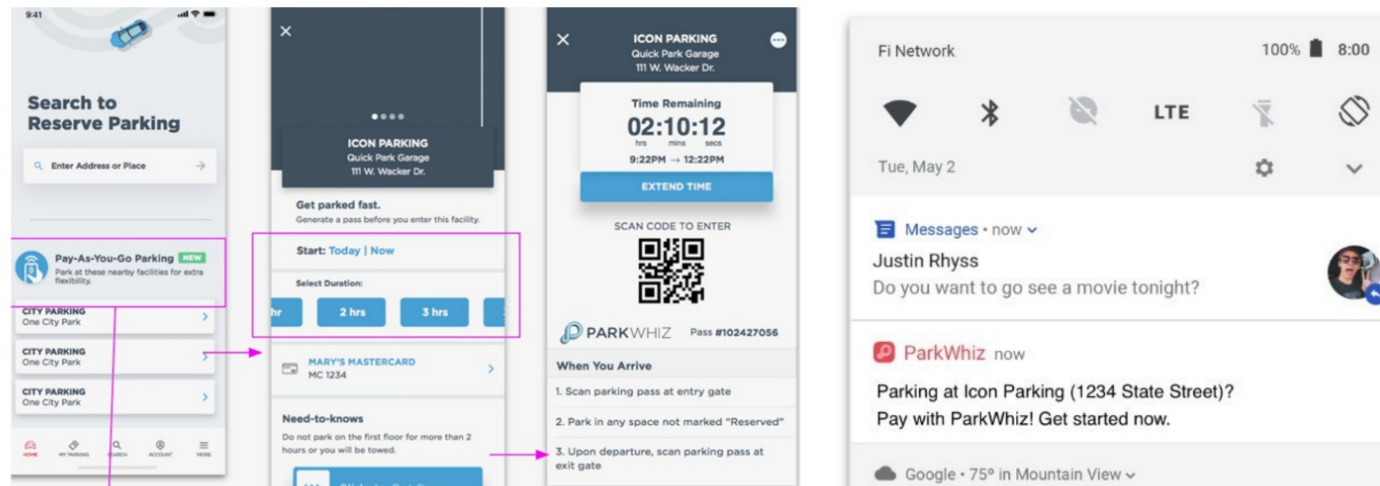 9:41
Search to
Reserve Parking
Enter Address or Place
Pay-As-You-Go Parking NEW
Park at these nearby facilities for extra
flexibility.
CITY PARKING
One City Park
CITY PARKING
One City Park
CITY PARKING
One City Park
HOME MY PARKING SEARCH ACCOUNT MORE
ICON PARKING
Quick Park Garage
111 W. Wacker Dr.
Get parked fast.
Generate a pass before you enter this facility.
Start: Today | Now
Select Duration:
hr 2 hrs 3 hrs
MARY'S MASTERCARD
MC 1234
Need-to-knows
Do not park on the first floor for more than 2
hours or you will be towed.
ICON PARKING
Quick Park Garage
111 W. Wacker Dr.
Time Remaining
02:10:12
hrs mins secs
9:22PM → 12:22PM
EXTEND TIME
SCAN CODE TO ENTER
PARKWHIZ Pass #102427056
When You Arrive
1. Scan parking pass at entry gate
2. Park in any space not marked "Reserved"
3. Upon departure, scan parking pass at
exit gate
Fi Network 100% 8:00
LTE
Tue, May 2
Messages • now
Justin Rhyss
Do you want to go see a movie tonight?
ParkWhiz now
Parking at Icon Parking (1234 State Street)?
Pay with ParkWhiz! Get started now.
Google • 75° in Mountain View